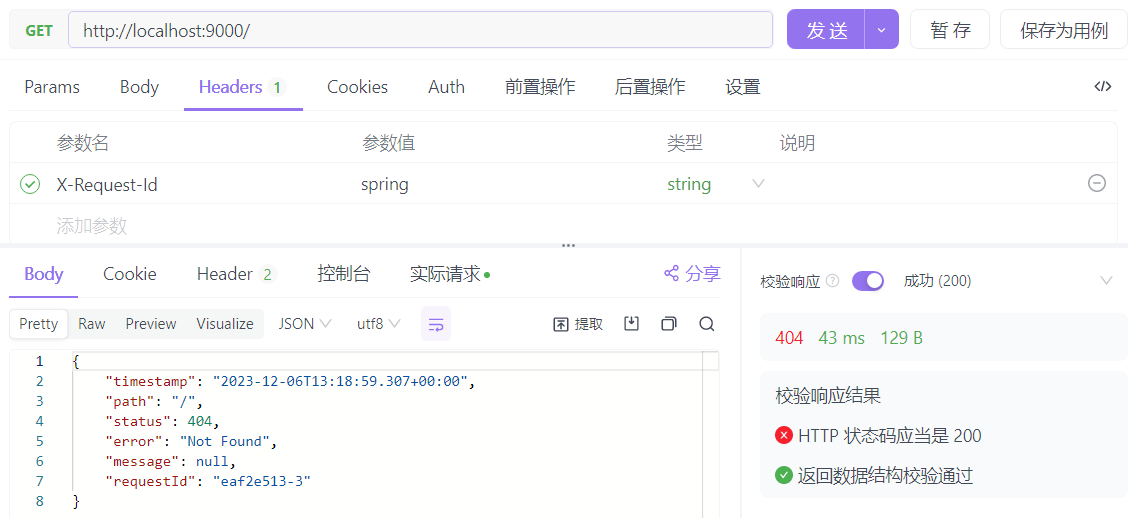 GET http://localhost:9000/ 发 送 暂 存 保存为用例
Params Body Headers 1 Cookies Auth 前置操作 后置操作 设置 </>
参数名 参数值 类型 说明
X-Request-Id spring string
添加参数
Body Cookie Header 2 控制台 实际请求 分享
Pretty Raw Preview Visualize JSON utf8 提取
1 {
2 "timestamp": "2023-12-06T13:18:59.307+00:00",
3 "path": "/",
4 "status": 404,
5 "error": "Not Found",
6 "message": null,
7 "requestId": "eaf2e513-3"
8 }
校验响应 ? 成功 (200)
404 43 ms 129 B
校验响应结果
HTTP 状态码应当是 200
返回数据结构校验通过